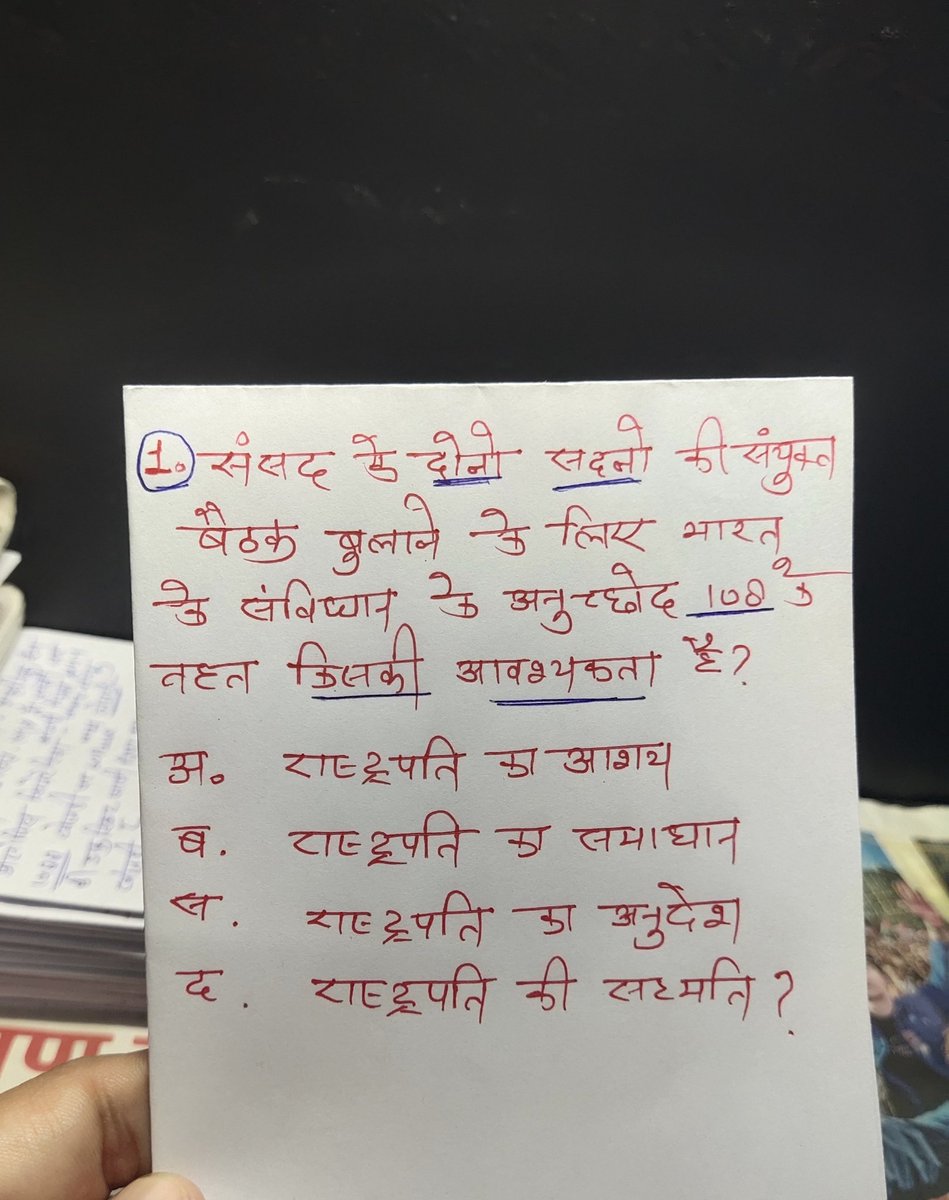 1. संसद के दोनो सदनो की संयुक्त
बैठक बुलाने के लिए भारत
के संविधान के अनुच्छेद 108 के
तहत किसकी आवश्यकता है?
अ. राष्ट्रपति का आशय
ब. राष्ट्रपति का समाधान
स. राष्ट्रपति का अनुदेश
द. राष्ट्रपति की सहमति?